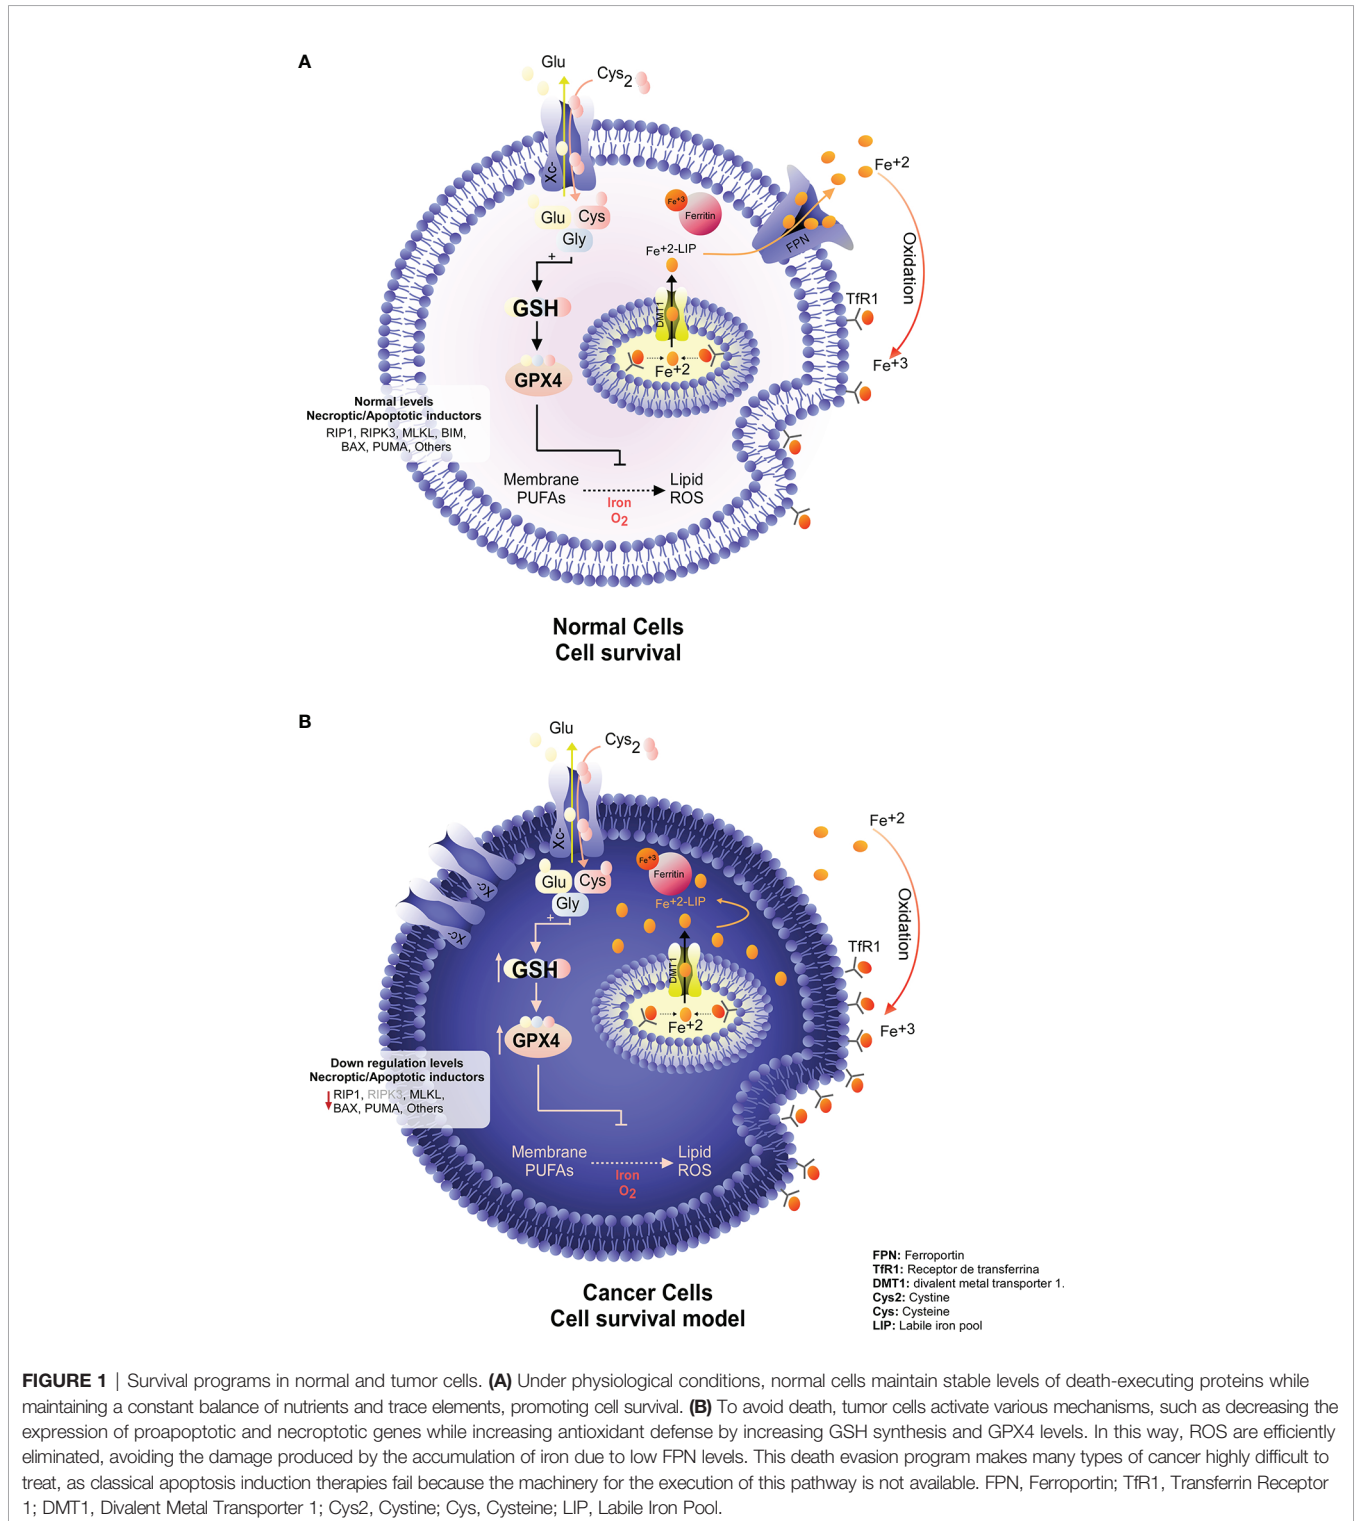 A
Glu
Cys2
Xc-
Glu
Cys
Gly
+
GSH
GPX4
Fe+3
Ferritin
Fe+2-LIP
DMT1
Fe+2
FPN
Fe+2
Oxidation
TfR1
Fe+3
Normal levels
Necroptic/Apoptotic inductors
RIP1, RIPK3, MLKL, BIM,
BAX, PUMA, Others
Membrane
PUFAs
Iron
O2
Lipid
ROS
Normal Cells
Cell survival
B
Glu
Cys2
Xc-
Xc-
Xc-
Glu
Cys
Gly
+
GSH
GPX4
Fe+3
Ferritin
Fe+2-LIP
DMT1
Fe+2
Fe+2
Oxidation
TfR1
Fe+3
Down regulation levels
Necroptic/Apoptotic inductors
RIP1, RIPK3, MLKL,
BAX, PUMA, Others
Membrane
PUFAs
Iron
O2
Lipid
ROS
Cancer Cells
Cell survival model
FPN: Ferroportin
TfR1: Receptor de transferrina
DMT1: divalent metal transporter 1.
Cys2: Cystine
Cys: Cysteine
LIP: Labile iron pool
FIGURE 1 | Survival programs in normal and tumor cells. (A) Under physiological conditions, normal cells maintain stable levels of death-executing proteins while
maintaining a constant balance of nutrients and trace elements, promoting cell survival. (B) To avoid death, tumor cells activate various mechanisms, such as decreasing the
expression of proapoptotic and necroptotic genes while increasing antioxidant defense by increasing GSH synthesis and GPX4 levels. In this way, ROS are efficiently
eliminated, avoiding the damage produced by the accumulation of iron due to low FPN levels. This death evasion program makes many types of cancer highly difficult to
treat, as classical apoptosis induction therapies fail because the machinery for the execution of this pathway is not available. FPN, Ferroportin; TfR1, Transferrin Receptor
1; DMT1, Divalent Metal Transporter 1; Cys2, Cystine; Cys, Cysteine; LIP, Labile Iron Pool.